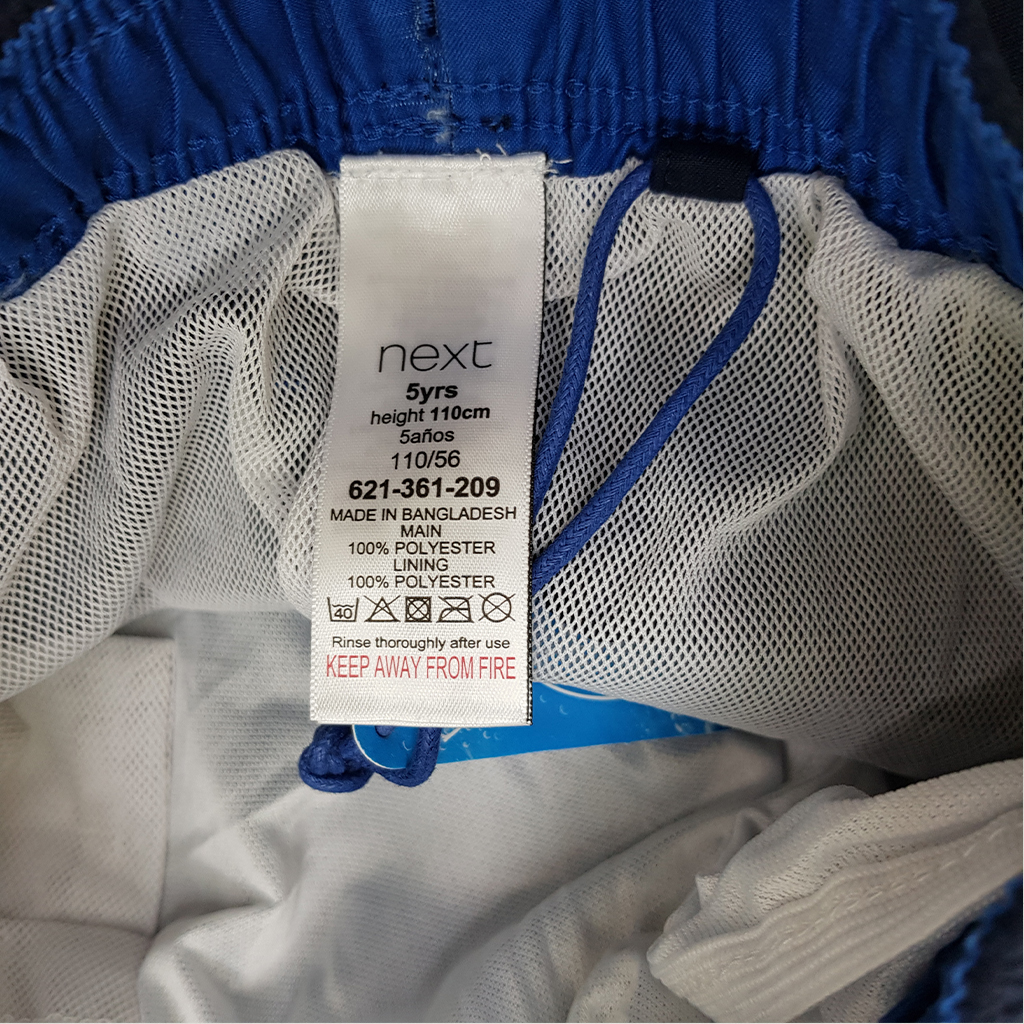 next
5yrs
height 110cm
5años
110/56
621-361-209
MADE IN BANGLADESH
MAIN
100% POLYESTER
LINING
100% POLYESTER
40
Rinse thoroughly after use
KEEP AWAY FROM FIRE